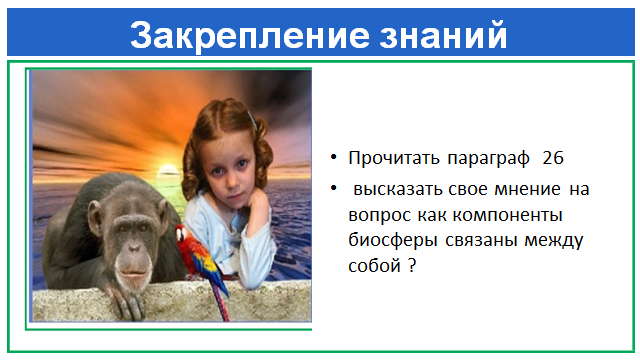 Закрепление знаний
• Прочитать параграф 26
• высказать свое мнение на
вопрос как компоненты
биосферы связаны между
собой ?